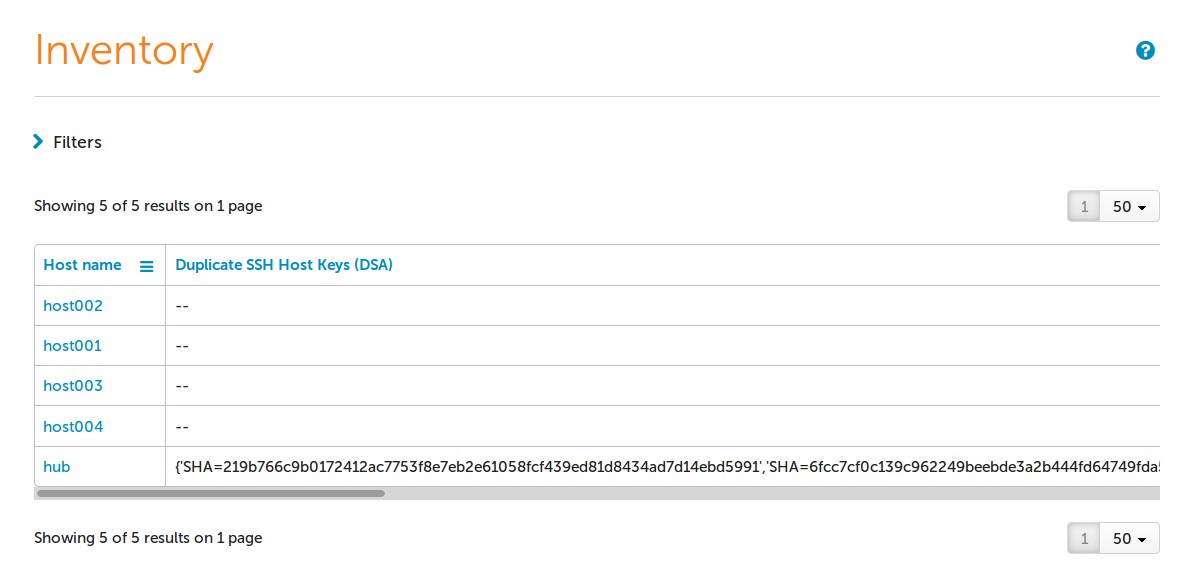 Inventory
?
Filters
Showing 5 of 5 results on 1 page
1 50
Host name Duplicate SSH Host Keys (DSA)
host002 --
host001 --
host003 --
host004 --
hub {'SHA=219b766c9b0172412ac7753f8e7eb2e61058fcf439ed81d8434ad7d14ebd5991','SHA=6fcc7cf0c139c962249beebde3a2b444fd64749fda
Showing 5 of 5 results on 1 page
1 50